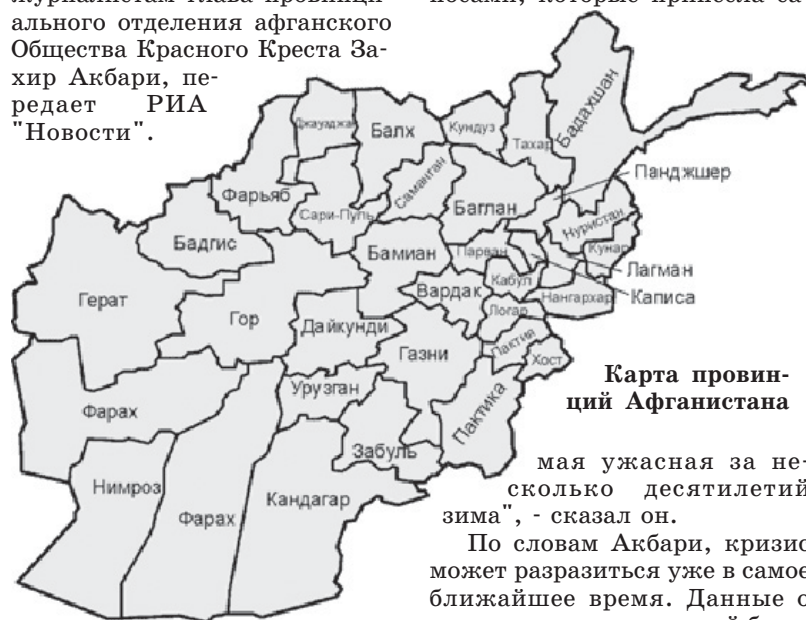 журналистам глава провинци-
ального отделения афганского
Общества Красного Креста За-
хир Акбари, пе-
редает РИА
"Новости".
Бадахшан
Кундуз
Тахар
Балх
Джаузджан
Саманган
Фарьяб
Сари-Пуль
Баглан
Панджшер
Нуристан
Кунар
Бадгис
Бамиан
Парван
Лагман
Кабул
Каписа
Вардак
Нангархар
Герат
Гор
Дайкунди
Логар
Газни
Пактия
Хост
Урузган
Пактика
Фарах
Забуль
Нимроз
Фарах
Кандагар
Карта провин-
ций Афганистана
мая ужасная за не-
сколько десятилетий
зима", - сказал он.
По словам Акбари, кризис
может разразиться уже в самое
ближайшее время. Данные о